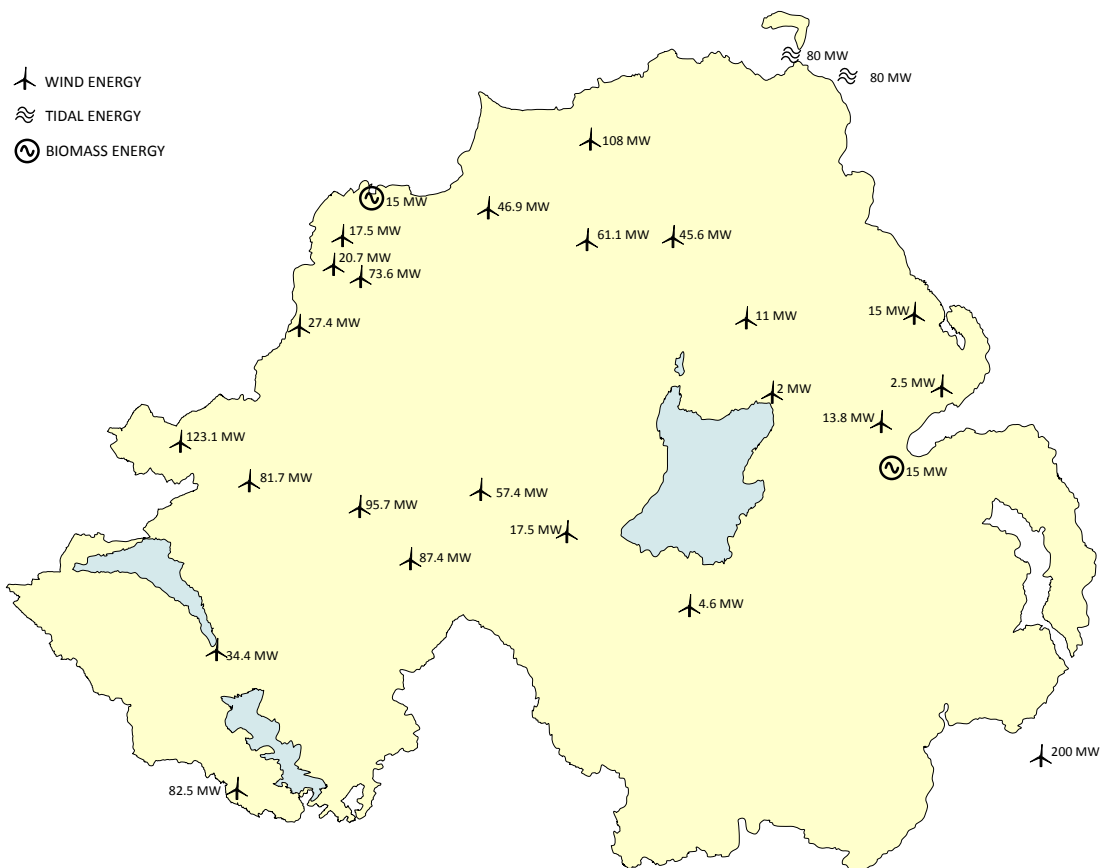 WIND ENERGY
TIDAL ENERGY
BIOMASS ENERGY
80 MW
80 MW
108 MW
15 MW
46.9 MW
17.5 MW
61.1 MW
45.6 MW
20.7 MW
73.6 MW
27.4 MW
11 MW
15 MW
2 MW
2.5 MW
13.8 MW
123.1 MW
15 MW
81.7 MW
57.4 MW
95.7 MW
17.5 MW
87.4 MW
4.6 MW
34.4 MW
200 MW
82.5 MW